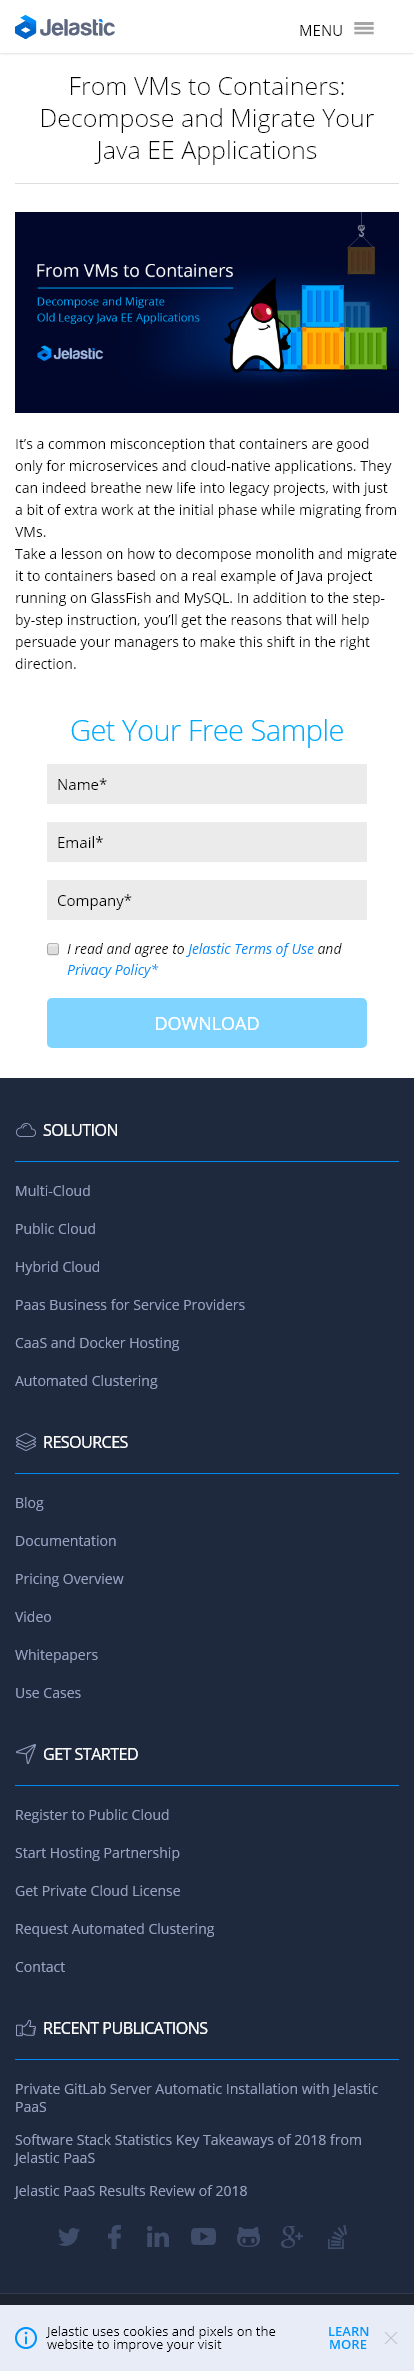 Jelastic
MENU
From VMs to Containers:
Decompose and Migrate Your
Java EE Applications
From VMs to Containers
Decompose and Migrate
Old Legacy Java EE Applications
Jelastic
It’s a common misconception that containers are good
only for microservices and cloud-native applications. They
can indeed breathe new life into legacy projects, with just
a bit of extra work at the initial phase while migrating from
VMs.
Take a lesson on how to decompose monolith and migrate
it to containers based on a real example of Java project
running on GlassFish and MySQL. In addition to the step-
by-step instruction, you’ll get the reasons that will help
persuade your managers to make this shift in the right
direction.
Get Your Free Sample
Name*
Email*
Company*
I read and agree to Jelastic Terms of Use and
Privacy Policy*
DOWNLOAD
SOLUTION
Multi-Cloud
Public Cloud
Hybrid Cloud
Paas Business for Service Providers
CaaS and Docker Hosting
Automated Clustering
RESOURCES
Blog
Documentation
Pricing Overview
Video
Whitepapers
Use Cases
GET STARTED
Register to Public Cloud
Start Hosting Partnership
Get Private Cloud License
Request Automated Clustering
Contact
RECENT PUBLICATIONS
Private GitLab Server Automatic Installation with Jelastic
PaaS
Software Stack Statistics Key Takeaways of 2018 from
Jelastic PaaS
Jelastic PaaS Results Review of 2018
Jelastic uses cookies and pixels on the
website to improve your visit
LEARN
MORE